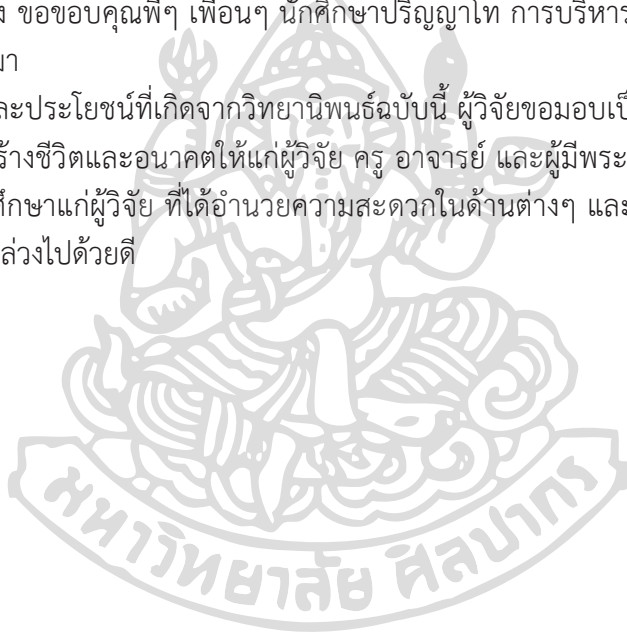 ขอขอบคุณพี่ๆ เพื่อนๆ นักศึกษาปริญญาโท การบริหาร
มา
ละประโยชน์ที่เกิดจากวิทยานิพนธ์ฉบับนี้ ผู้วิจัยขอมอบเป็
ร้างชีวิตและอนาคตให้แก่ผู้วิจัย ครู อาจารย์ และผู้มีพระ
ศึกษาแก่ผู้วิจัย ที่ได้อำนวยความสะดวกในด้านต่างๆ และ
ล่วงไปด้วยดี
มหาวิทยาลัย ศิลปากร